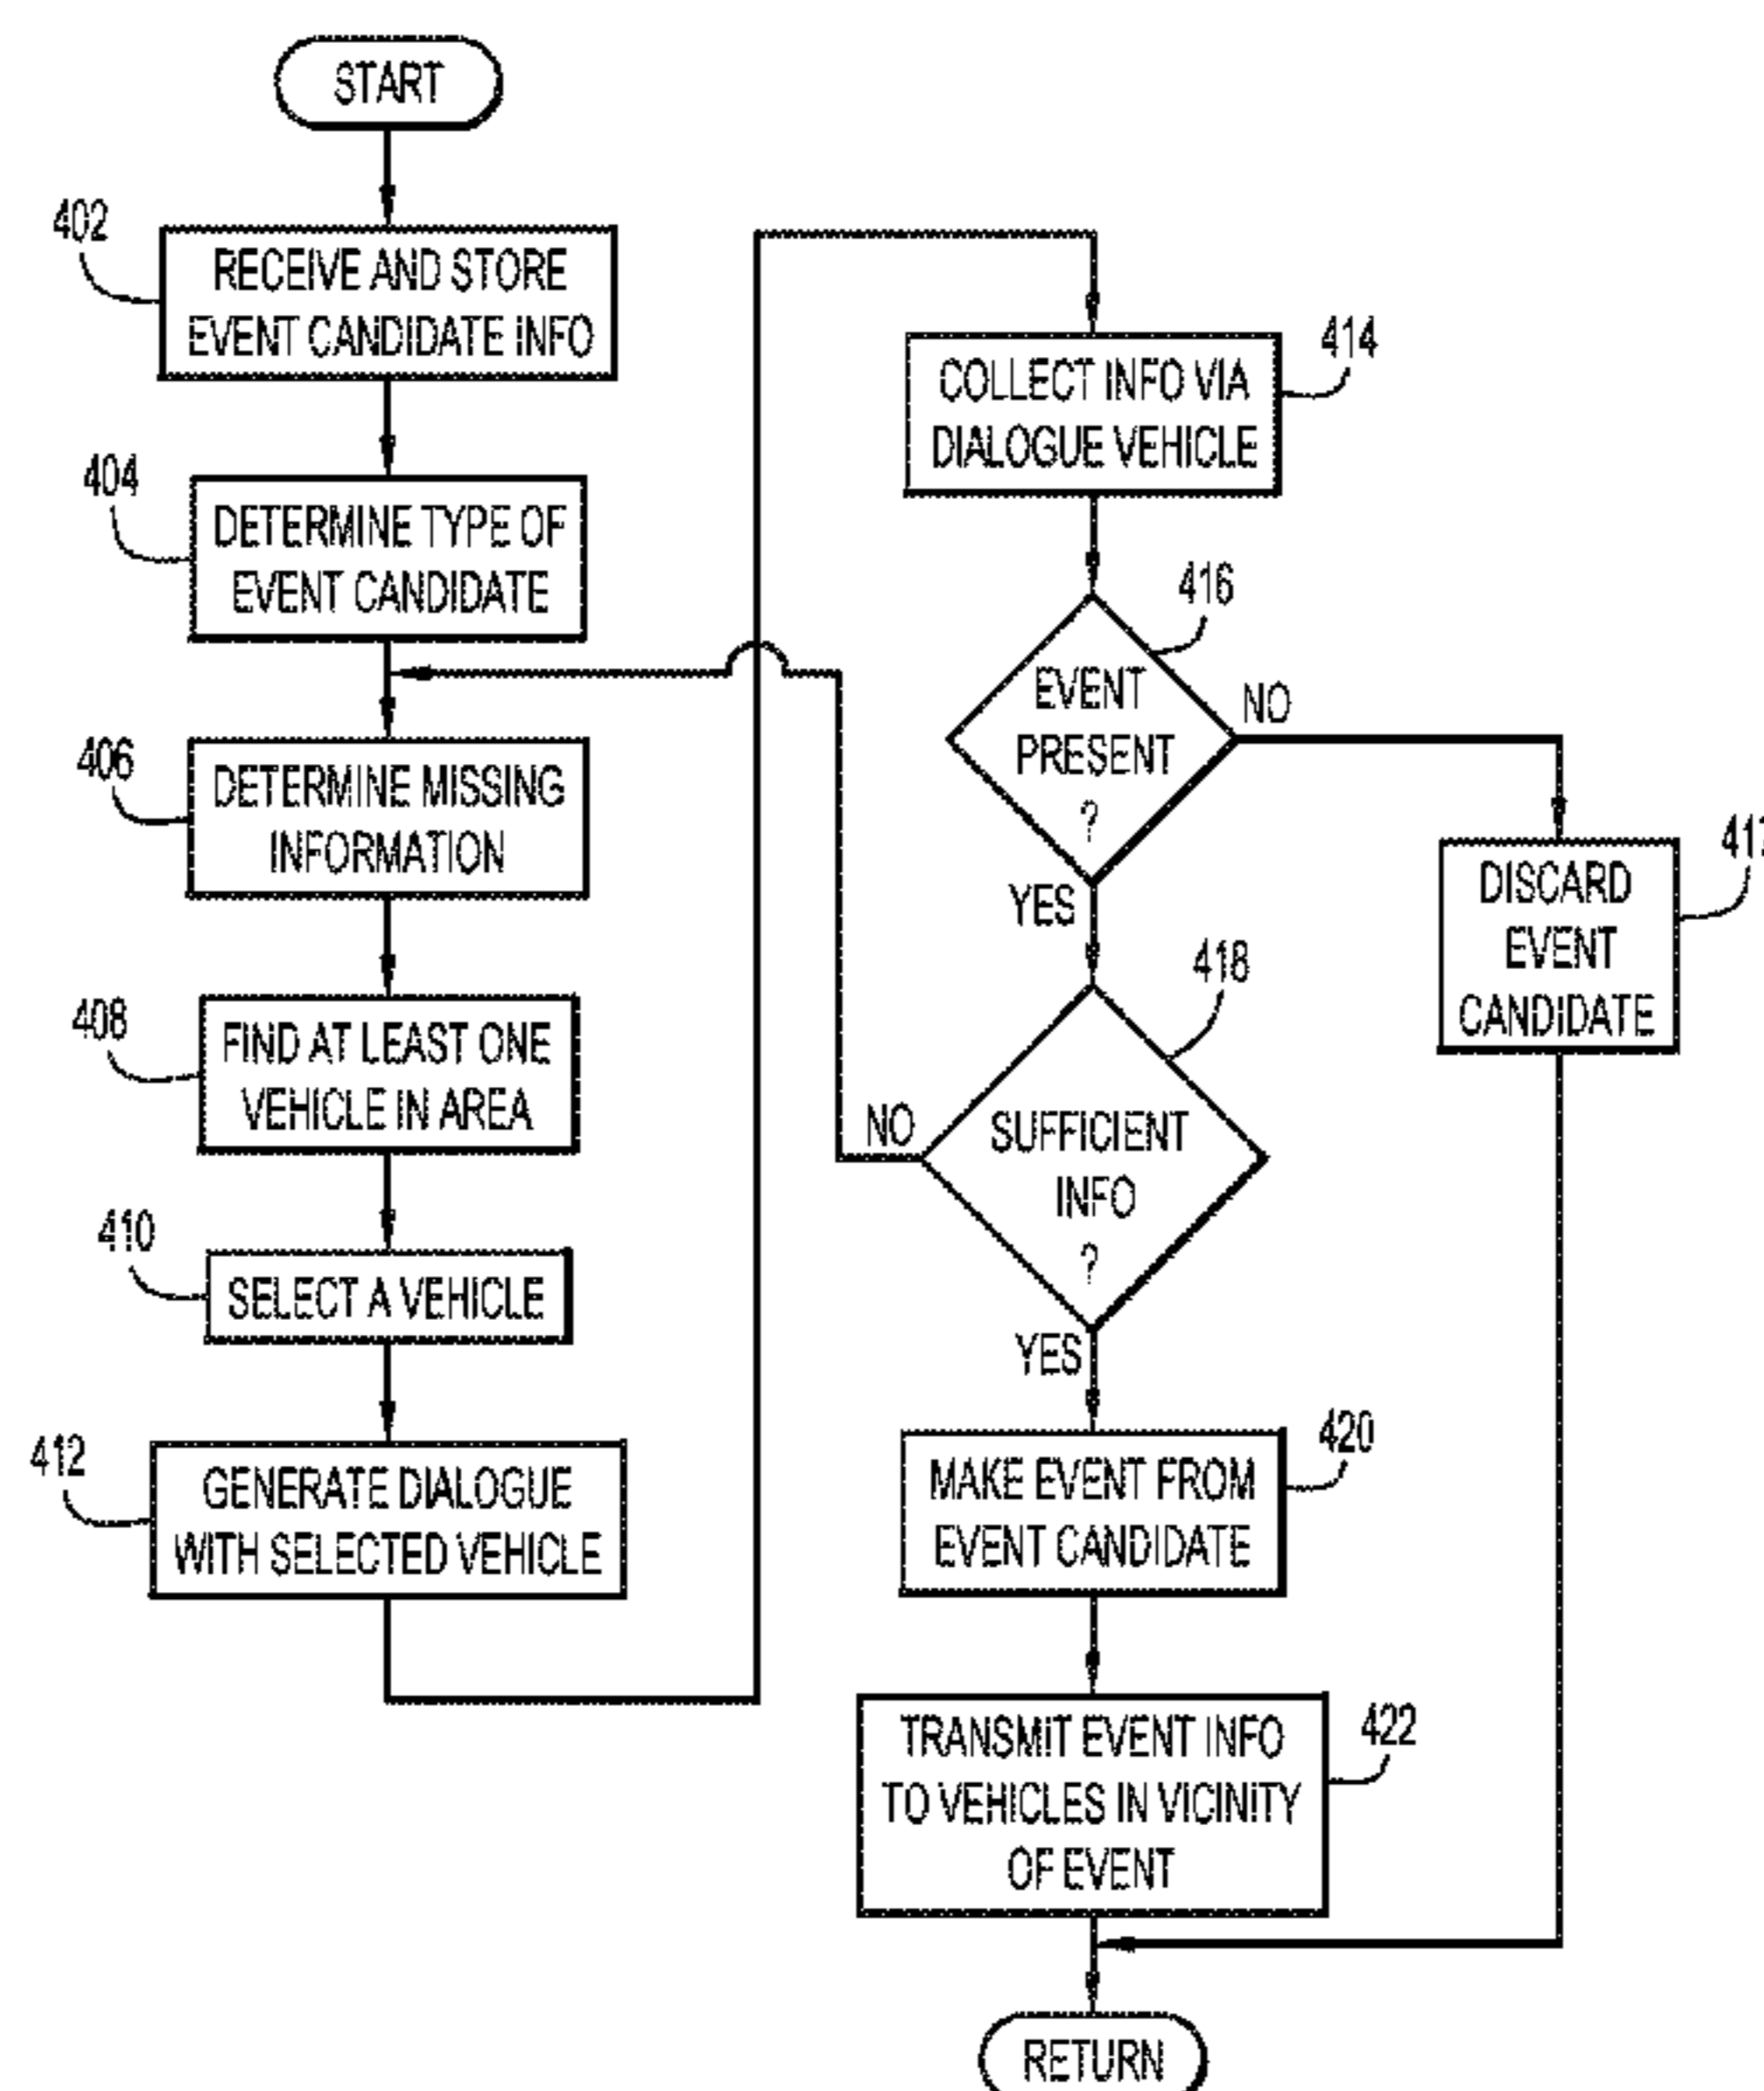 START
402
RECEIVE AND STORE
EVENT CANDIDATE INFO
404
DETERMINE TYPE OF
EVENT CANDIDATE
406
DETERMINE MISSING
INFORMATION
408
FIND AT LEAST ONE
VEHICLE IN AREA
410
SELECT A VEHICLE
412
GENERATE DIALOGUE
WITH SELECTED VEHICLE
414
COLLECT INFO VIA
DIALOGUE VEHICLE
416
EVENT
PRESENT
?
NO
YES
DISCARD
EVENT
CANDIDATE
418
SUFFICIENT
INFO
?
NO
YES
420
MAKE EVENT FROM
EVENT CANDIDATE
422
TRANSMIT EVENT INFO
TO VEHICLES IN VICINITY
OF EVENT
RETURN